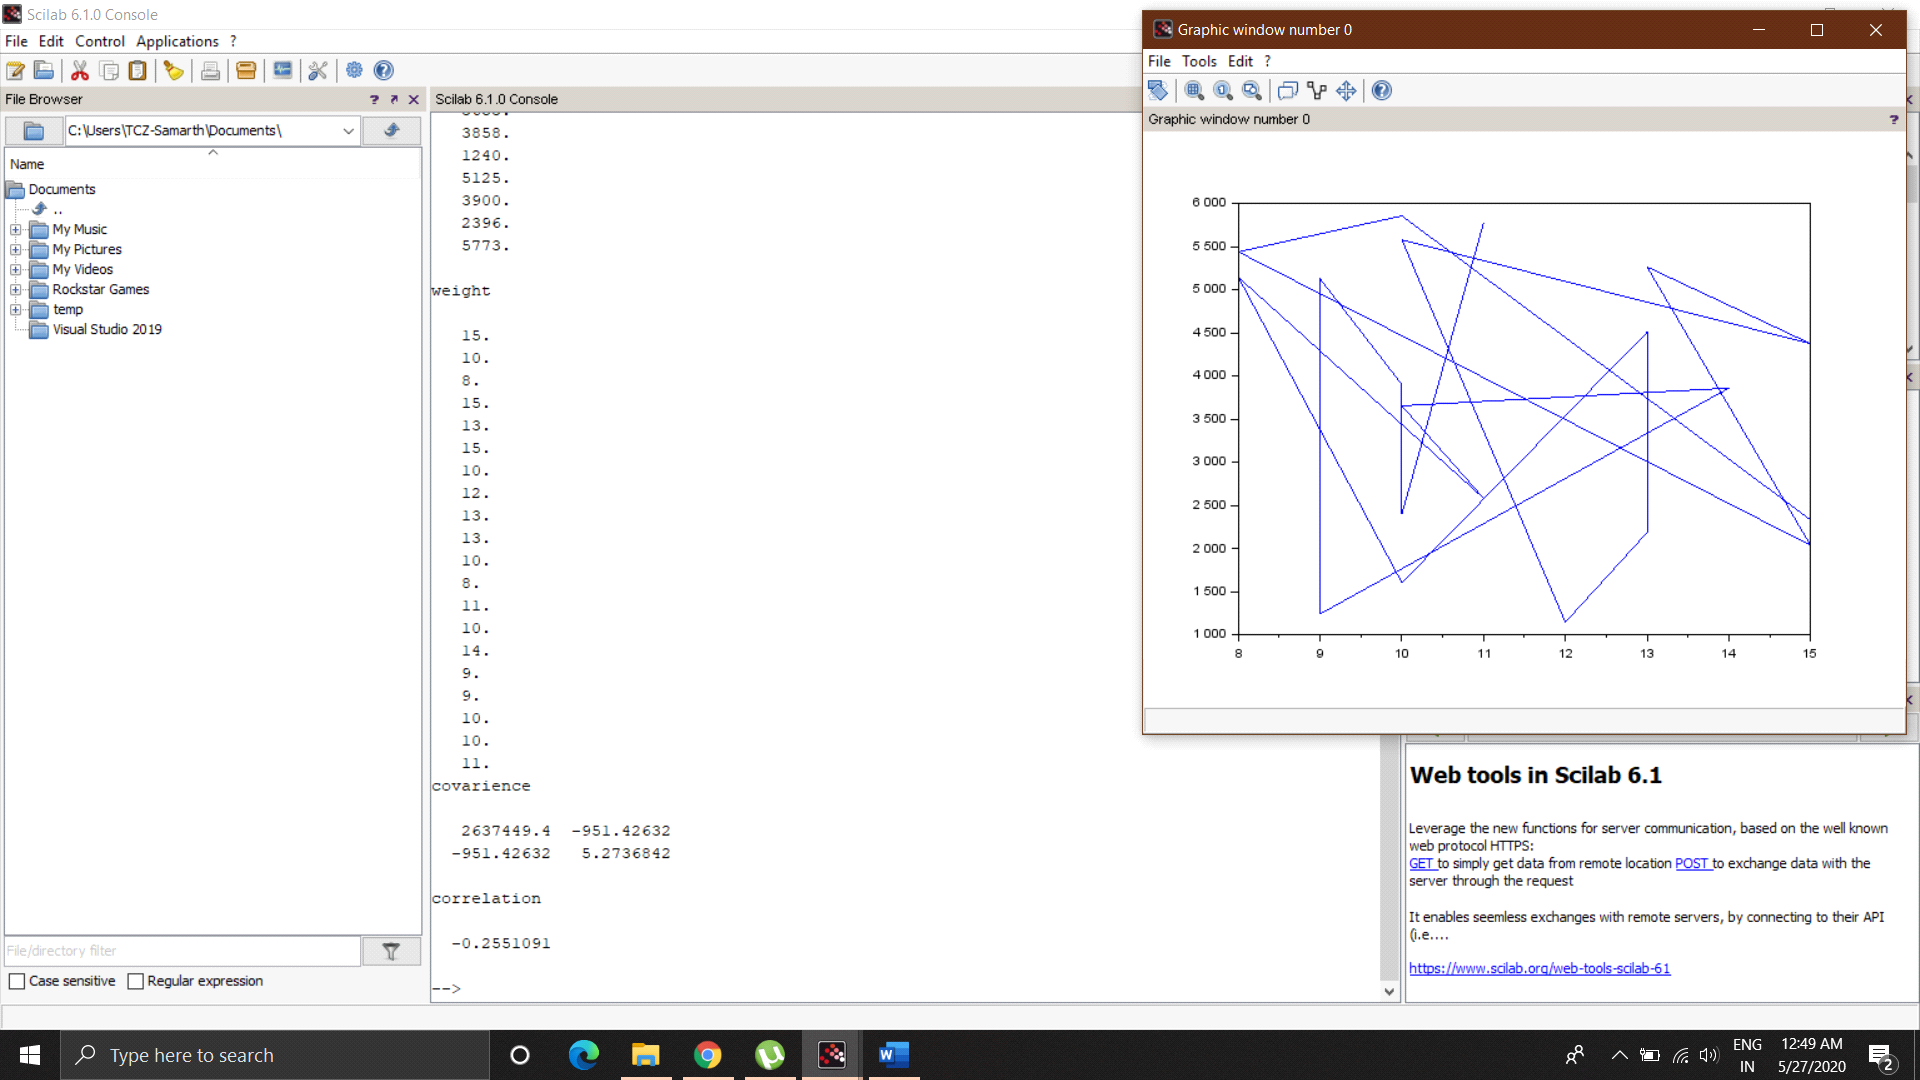 Scilab 6.1.0 Console
File Edit Control Applications ?
File Browser
C:\Users\TCZ-Samarth\Documents\
Name
Documents
..
My Music
My Pictures
My Videos
Rockstar Games
temp
Visual Studio 2019
File/directory filter
Case sensitive Regular expression
Scilab 6.1.0 Console
3858.
1240.
5125.
3900.
2396.
5773.
weight
15.
10.
8.
15.
13.
15.
10.
12.
13.
13.
10.
8.
11.
10.
14.
9.
9.
10.
10.
11.
covarience
2637449.4 -951.42632
-951.42632 5.2736842
correlation
-0.2551091
-->
Graphic window number 0
File Tools Edit ?
Graphic window number 0
6 000
5 500
5 000
4 500
4 000
3 500
3 000
2 500
2 000
1 500
1 000
8 9 10 11 12 13 14 15
Web tools in Scilab 6.1
Leverage the new functions for server communication, based on the well known
web protocol HTTPS:
GET to simply get data from remote location POST to exchange data with the
server through the request
It enables seemless exchanges with remote servers, by connecting to their API
(i.e....
https://www.scilab.org/web-tools-scilab-61
Type here to search
ENG
IN
12:49 AM
5/27/2020
2